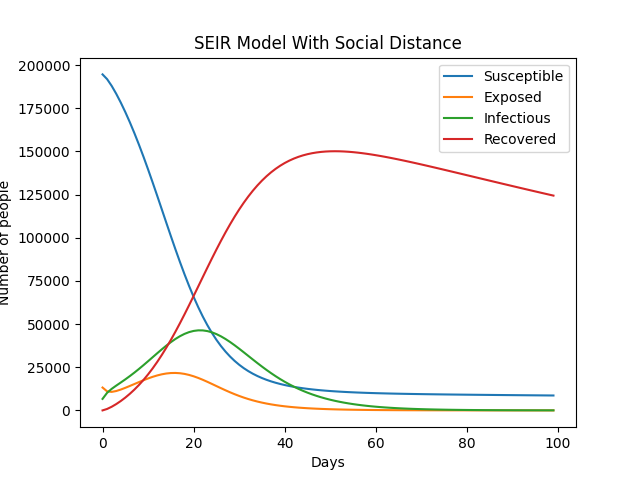 SEIR Model With Social Distance
200000
175000
150000
125000
100000
75000
50000
25000
0
Number of people
Susceptible
Exposed
Infectious
Recovered
0 20 40 60 80 100
Days